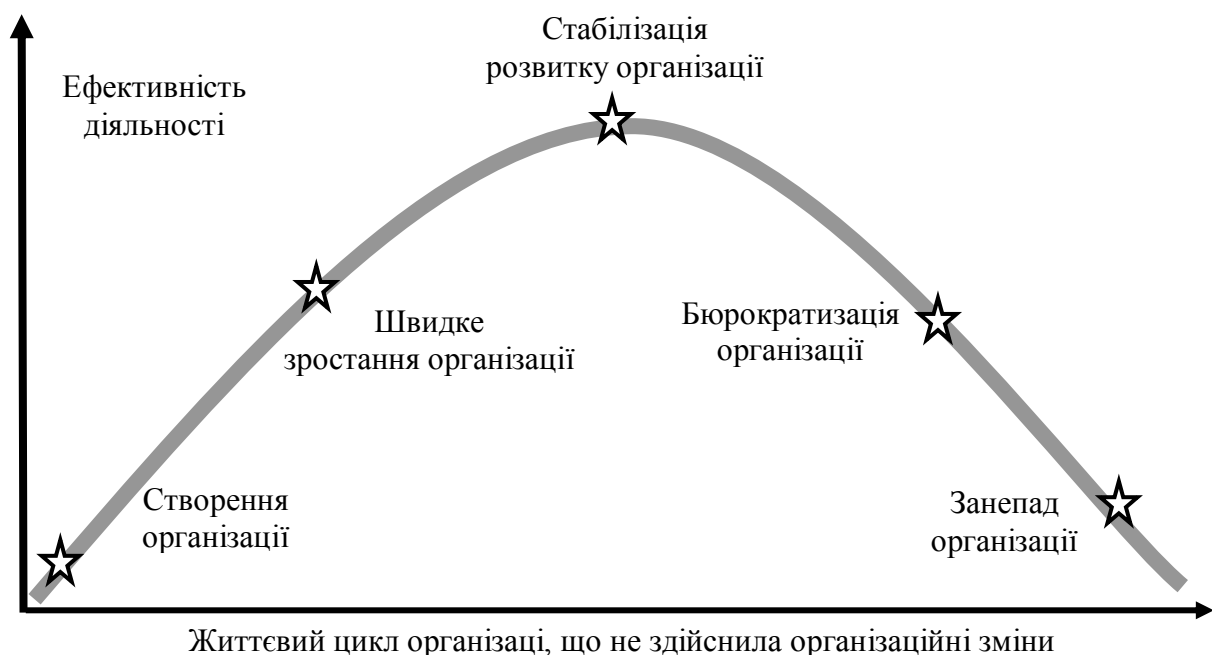 Стабілізація
розвитку організації
Ефективність
діяльності
Швидке
зростання організації
Бюрократизація
організації
Створення
організації
Занепад
організації
Життєвий цикл організаці, що не здійснила організаційні зміни